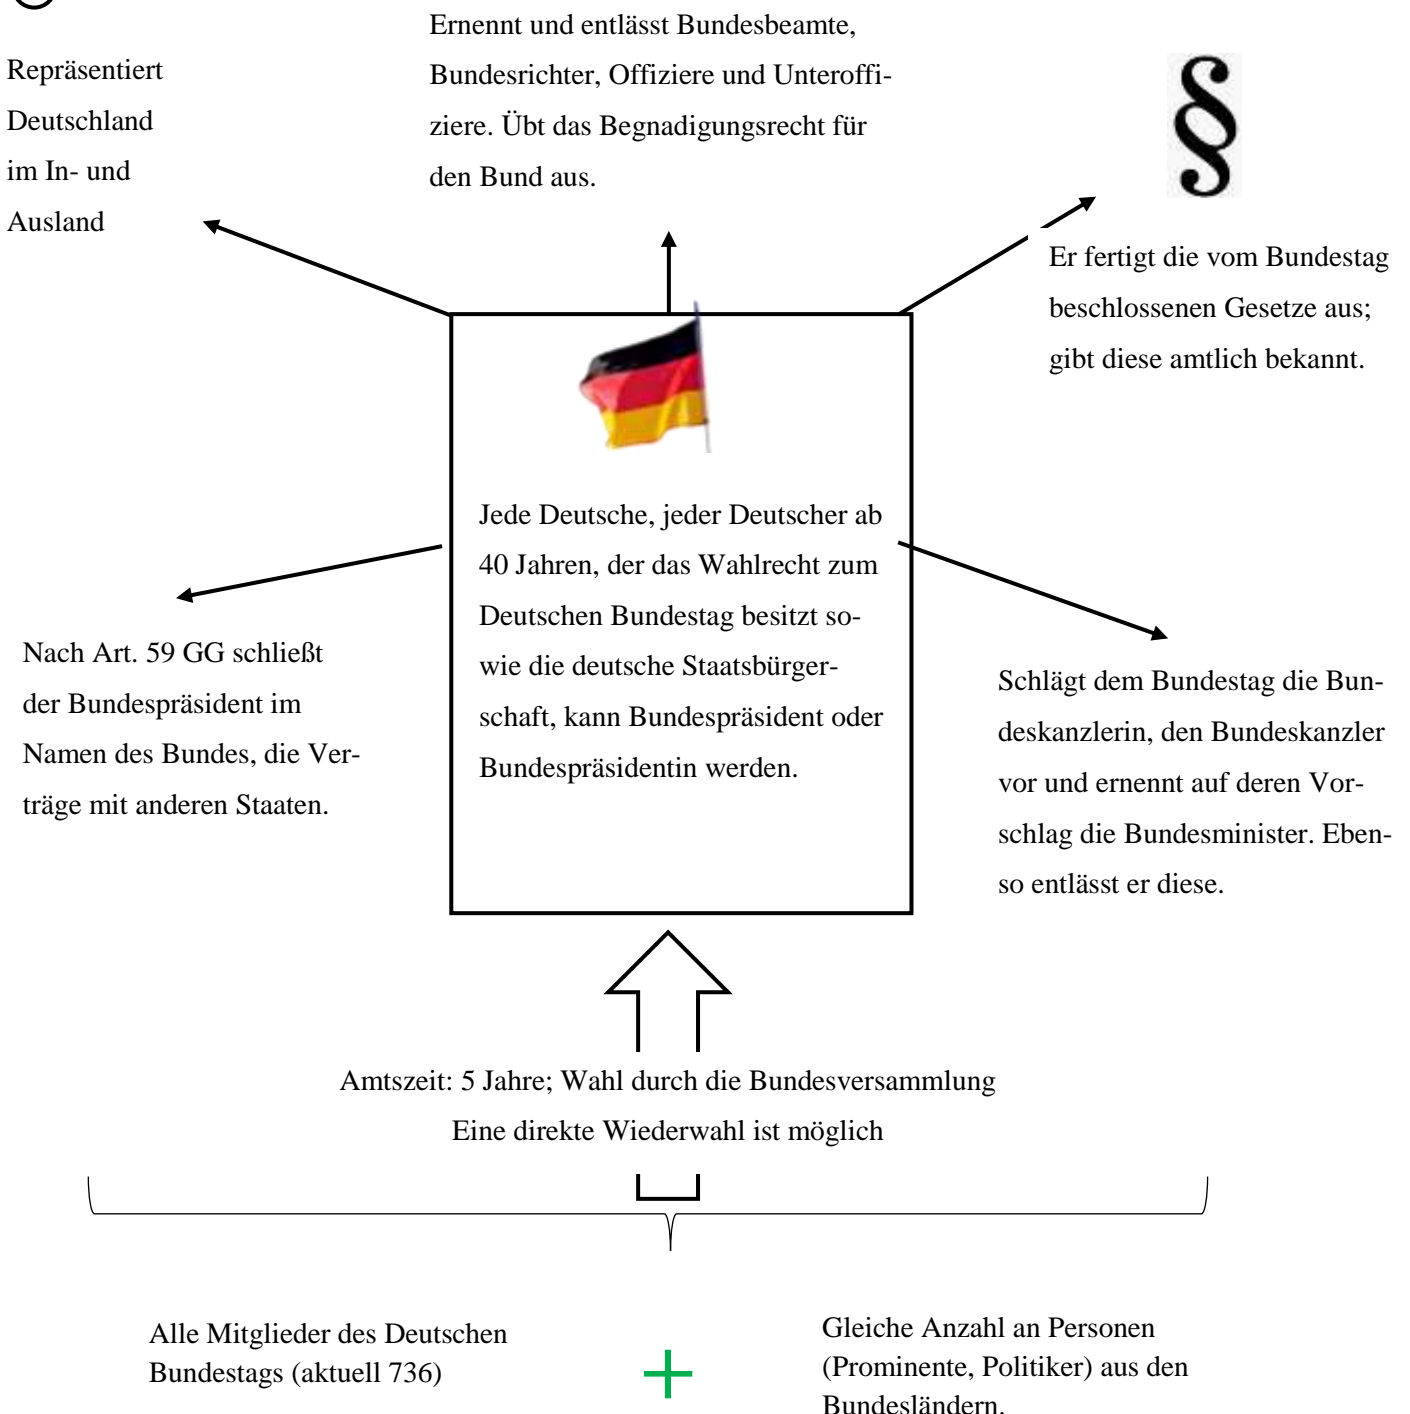 Repräsentiert
Deutschland
im In- und
Ausland
Ernennt und entlässt Bundesbeamte,
Bundesrichter, Offiziere und Unteroffi-
ziere. Übt das Begnadigungsrecht für
den Bund aus.
§
Er fertigt die vom Bundestag
beschlossenen Gesetze aus;
gibt diese amtlich bekannt.
Jede Deutsche, jeder Deutscher ab
40 Jahren, der das Wahlrecht zum
Deutschen Bundestag besitzt so-
wie die deutsche Staatsbürger-
schaft, kann Bundespräsident oder
Bundespräsidentin werden.
Nach Art. 59 GG schließt
der Bundespräsident im
Namen des Bundes, die Ver-
träge mit anderen Staaten.
Schlägt dem Bundestag die Bun-
deskanzlerin, den Bundeskanzler
vor und ernennt auf deren Vor-
schlag die Bundesminister. Eben-
so entlässt er diese.
Amtszeit: 5 Jahre; Wahl durch die Bundesversammlung
Eine direkte Wiederwahl ist möglich
Alle Mitglieder des Deutschen
Bundestags (aktuell 736)
+
Gleiche Anzahl an Personen
(Prominente, Politiker) aus den
Bundesländern.